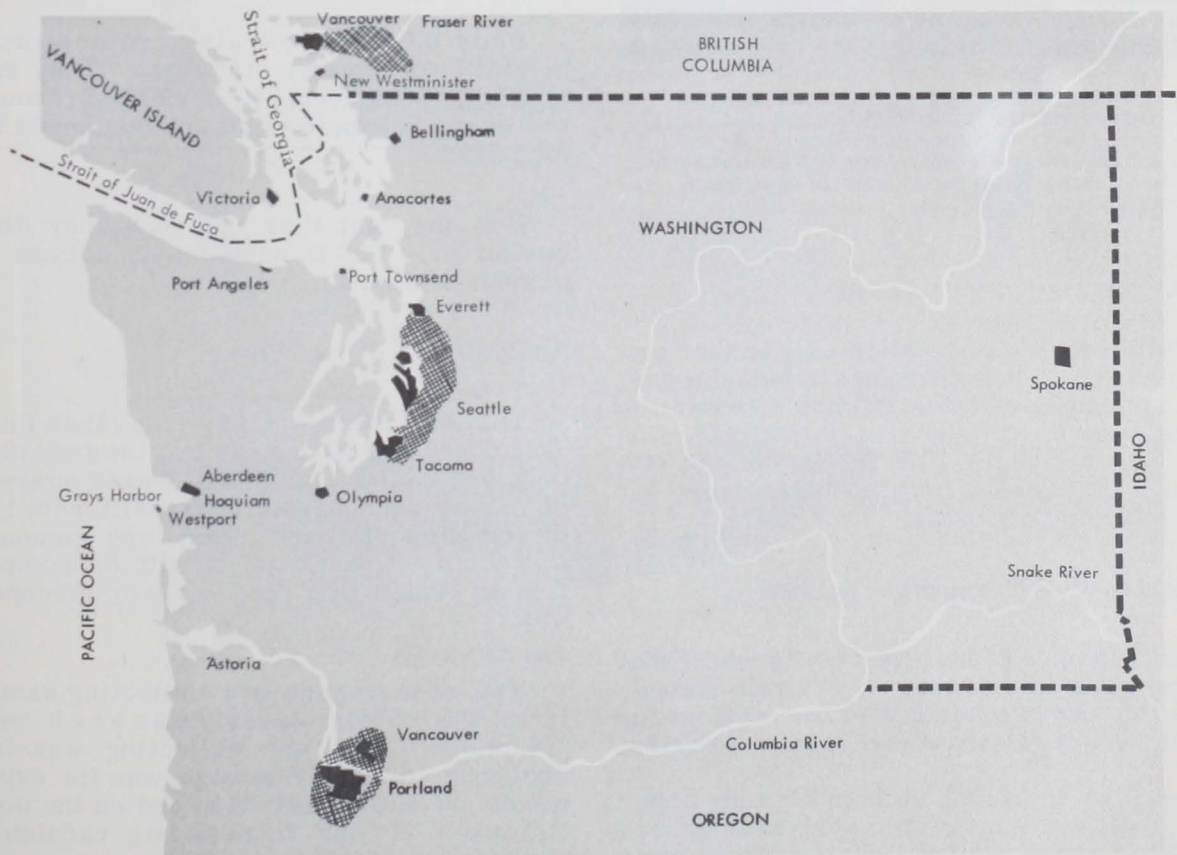 Vancouver
Fraser River
BRITISH
COLUMBIA
Strait of Georgia
VANCOUVER ISLAND
New Westminister
Bellingham
Strait of Juan de Fuca
Victoria
Anacortes
WASHINGTON
Port Angeles
Port Townsend
Everett
Spokane
Seattle
Tacoma
IDAHO
Aberdeen
Grays Harbor
Hoquiam
Olympia
Westport
PACIFIC OCEAN
Snake River
Astoria
Vancouver
Columbia River
Portland
OREGON